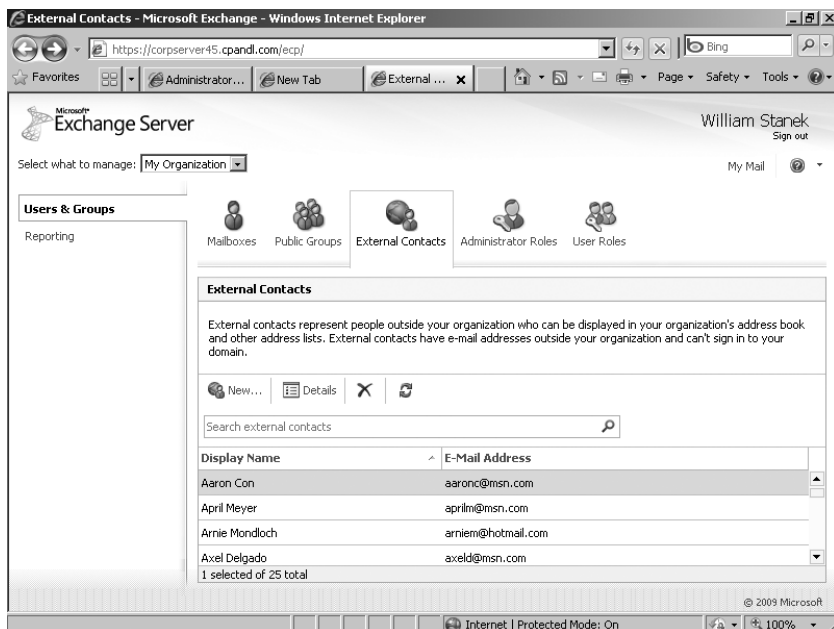 External Contacts - Microsoft Exchange - Windows Internet Explorer
https://corpserver45.cpandl.com/ecp/
Bing
Favorites
Administrator...
New Tab
External ...
Page
Safety
Tools
Microsoft
Exchange Server
William Stanek
Sign out
Select what to manage: My Organization
My Mail
Users & Groups
Reporting
Mailboxes
Public Groups
External Contacts
Administrator Roles
User Roles
External Contacts
External contacts represent people outside your organization who can be displayed in your organization's address book
and other address lists. External contacts have e-mail addresses outside your organization and can't sign in to your
domain.
New...
Details
Search external contacts
Display Name
E-Mail Address
Aaron Con
aaronc@msn.com
April Meyer
aprilm@msn.com
Arnie Mondloch
arniem@hotmail.com
Axel Delgado
axeld@msn.com
1 selected of 25 total
© 2009 Microsoft
Internet | Protected Mode: On
100%